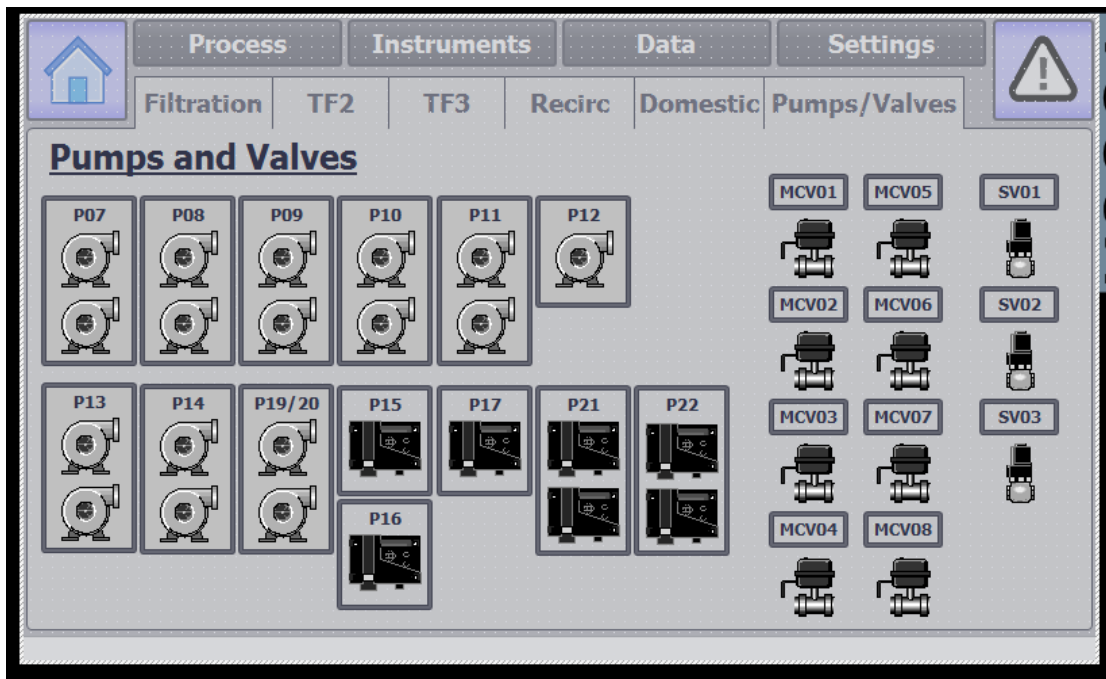 Process Instruments Data Settings
Filtration TF2 TF3 Recirc Domestic Pumps/Valves
Pumps and Valves
P07 P08 P09 P10 P11 P12
P13 P14 P19/20 P15 P17 P21 P22
P16
MCV01 MCV05 SV01
MCV02 MCV06 SV02
MCV03 MCV07 SV03
MCV04 MCV08